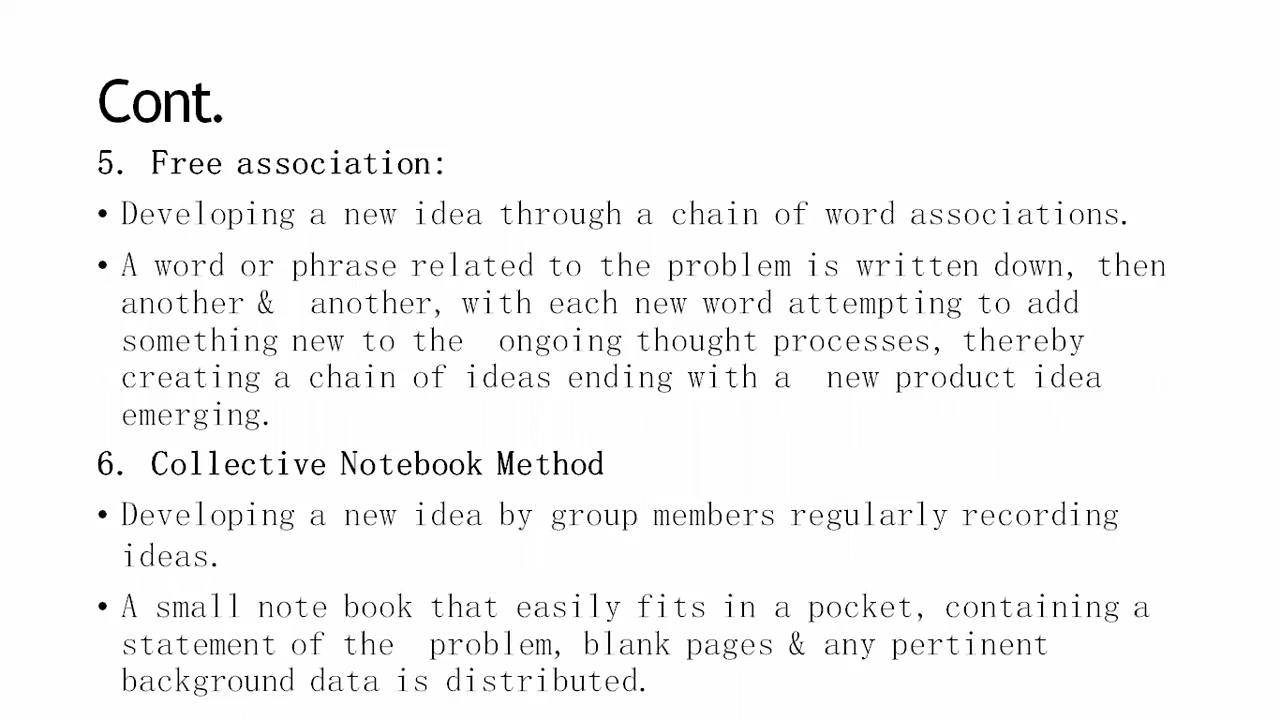 Cont.
5. Free association:
• Developing a new idea through a chain of word associations.
• A word or phrase related to the problem is written down, then
another & another, with each new word attempting to add
something new to the ongoing thought processes, thereby
creating a chain of ideas ending with a new product idea
emerging.
6. Collective Notebook Method
• Developing a new idea by group members regularly recording
ideas.
• A small note book that easily fits in a pocket, containing a
statement of the problem, blank pages & any pertinent
background data is distributed.